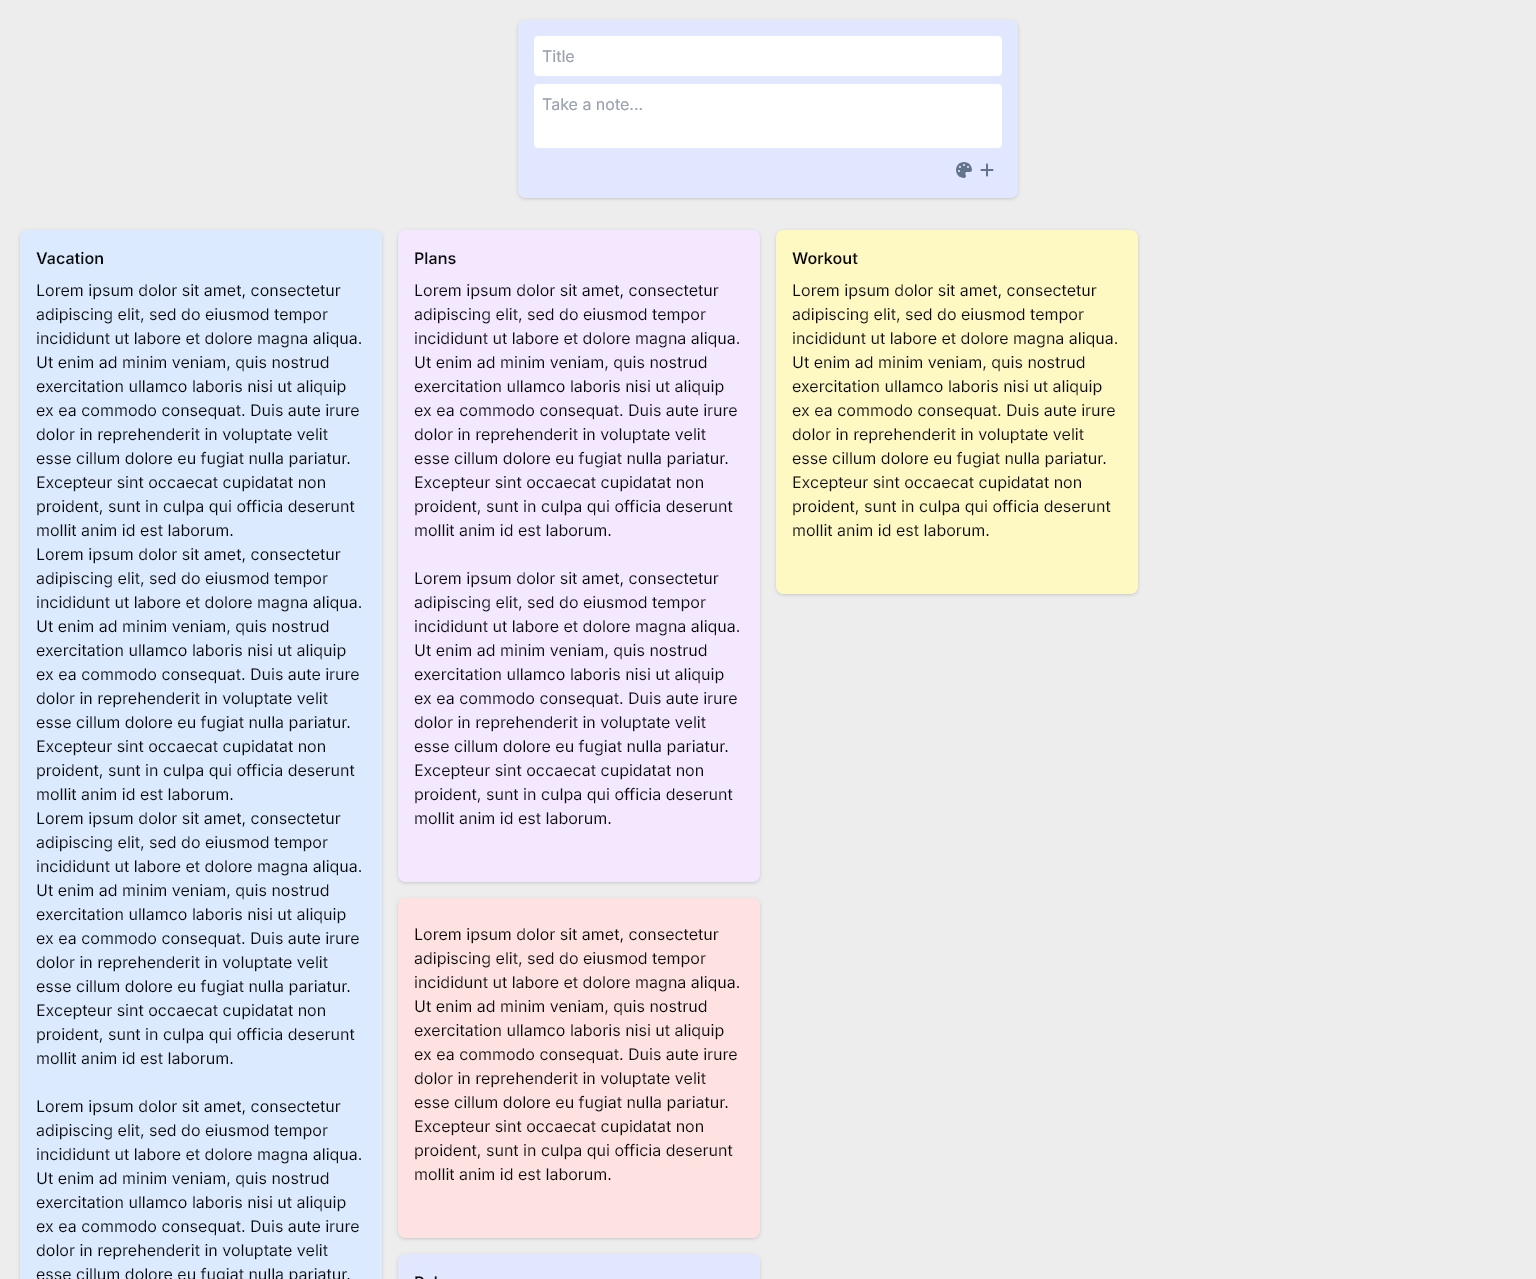 Title
Take a note...
Vacation
Lorem ipsum dolor sit amet, consectetur
adipiscing elit, sed do eiusmod tempor
incididunt ut labore et dolore magna aliqua.
Ut enim ad minim veniam, quis nostrud
exercitation ullamco laboris nisi ut aliquip
ex ea commodo consequat. Duis aute irure
dolor in reprehenderit in voluptate velit
esse cillum dolore eu fugiat nulla pariatur.
Excepteur sint occaecat cupidatat non
proident, sunt in culpa qui officia deserunt
mollit anim id est laborum.
Lorem ipsum dolor sit amet, consectetur
adipiscing elit, sed do eiusmod tempor
incididunt ut labore et dolore magna aliqua.
Ut enim ad minim veniam, quis nostrud
exercitation ullamco laboris nisi ut aliquip
ex ea commodo consequat. Duis aute irure
dolor in reprehenderit in voluptate velit
esse cillum dolore eu fugiat nulla pariatur.
Excepteur sint occaecat cupidatat non
proident, sunt in culpa qui officia deserunt
mollit anim id est laborum.
Lorem ipsum dolor sit amet, consectetur
adipiscing elit, sed do eiusmod tempor
incididunt ut labore et dolore magna aliqua.
Ut enim ad minim veniam, quis nostrud
exercitation ullamco laboris nisi ut aliquip
ex ea commodo consequat. Duis aute irure
dolor in reprehenderit in voluptate velit
esse cillum dolore eu fugiat nulla pariatur.
Excepteur sint occaecat cupidatat non
proident, sunt in culpa qui officia deserunt
mollit anim id est laborum.
Lorem ipsum dolor sit amet, consectetur
adipiscing elit, sed do eiusmod tempor
incididunt ut labore et dolore magna aliqua.
Ut enim ad minim veniam, quis nostrud
exercitation ullamco laboris nisi ut aliquip
ex ea commodo consequat. Duis aute irure
dolor in reprehenderit in voluptate velit
esse cillum dolore eu fugiat nulla pariatur.
Plans
Lorem ipsum dolor sit amet, consectetur
adipiscing elit, sed do eiusmod tempor
incididunt ut labore et dolore magna aliqua.
Ut enim ad minim veniam, quis nostrud
exercitation ullamco laboris nisi ut aliquip
ex ea commodo consequat. Duis aute irure
dolor in reprehenderit in voluptate velit
esse cillum dolore eu fugiat nulla pariatur.
Excepteur sint occaecat cupidatat non
proident, sunt in culpa qui officia deserunt
mollit anim id est laborum.
Lorem ipsum dolor sit amet, consectetur
adipiscing elit, sed do eiusmod tempor
incididunt ut labore et dolore magna aliqua.
Ut enim ad minim veniam, quis nostrud
exercitation ullamco laboris nisi ut aliquip
ex ea commodo consequat. Duis aute irure
dolor in reprehenderit in voluptate velit
esse cillum dolore eu fugiat nulla pariatur.
Excepteur sint occaecat cupidatat non
proident, sunt in culpa qui officia deserunt
mollit anim id est laborum.
Lorem ipsum dolor sit amet, consectetur
adipiscing elit, sed do eiusmod tempor
incididunt ut labore et dolore magna aliqua.
Ut enim ad minim veniam, quis nostrud
exercitation ullamco laboris nisi ut aliquip
ex ea commodo consequat. Duis aute irure
dolor in reprehenderit in voluptate velit
esse cillum dolore eu fugiat nulla pariatur.
Excepteur sint occaecat cupidatat non
proident, sunt in culpa qui officia deserunt
mollit anim id est laborum.
Workout
Lorem ipsum dolor sit amet, consectetur
adipiscing elit, sed do eiusmod tempor
incididunt ut labore et dolore magna aliqua.
Ut enim ad minim veniam, quis nostrud
exercitation ullamco laboris nisi ut aliquip
ex ea commodo consequat. Duis aute irure
dolor in reprehenderit in voluptate velit
esse cillum dolore eu fugiat nulla pariatur.
Excepteur sint occaecat cupidatat non
proident, sunt in culpa qui officia deserunt
mollit anim id est laborum.